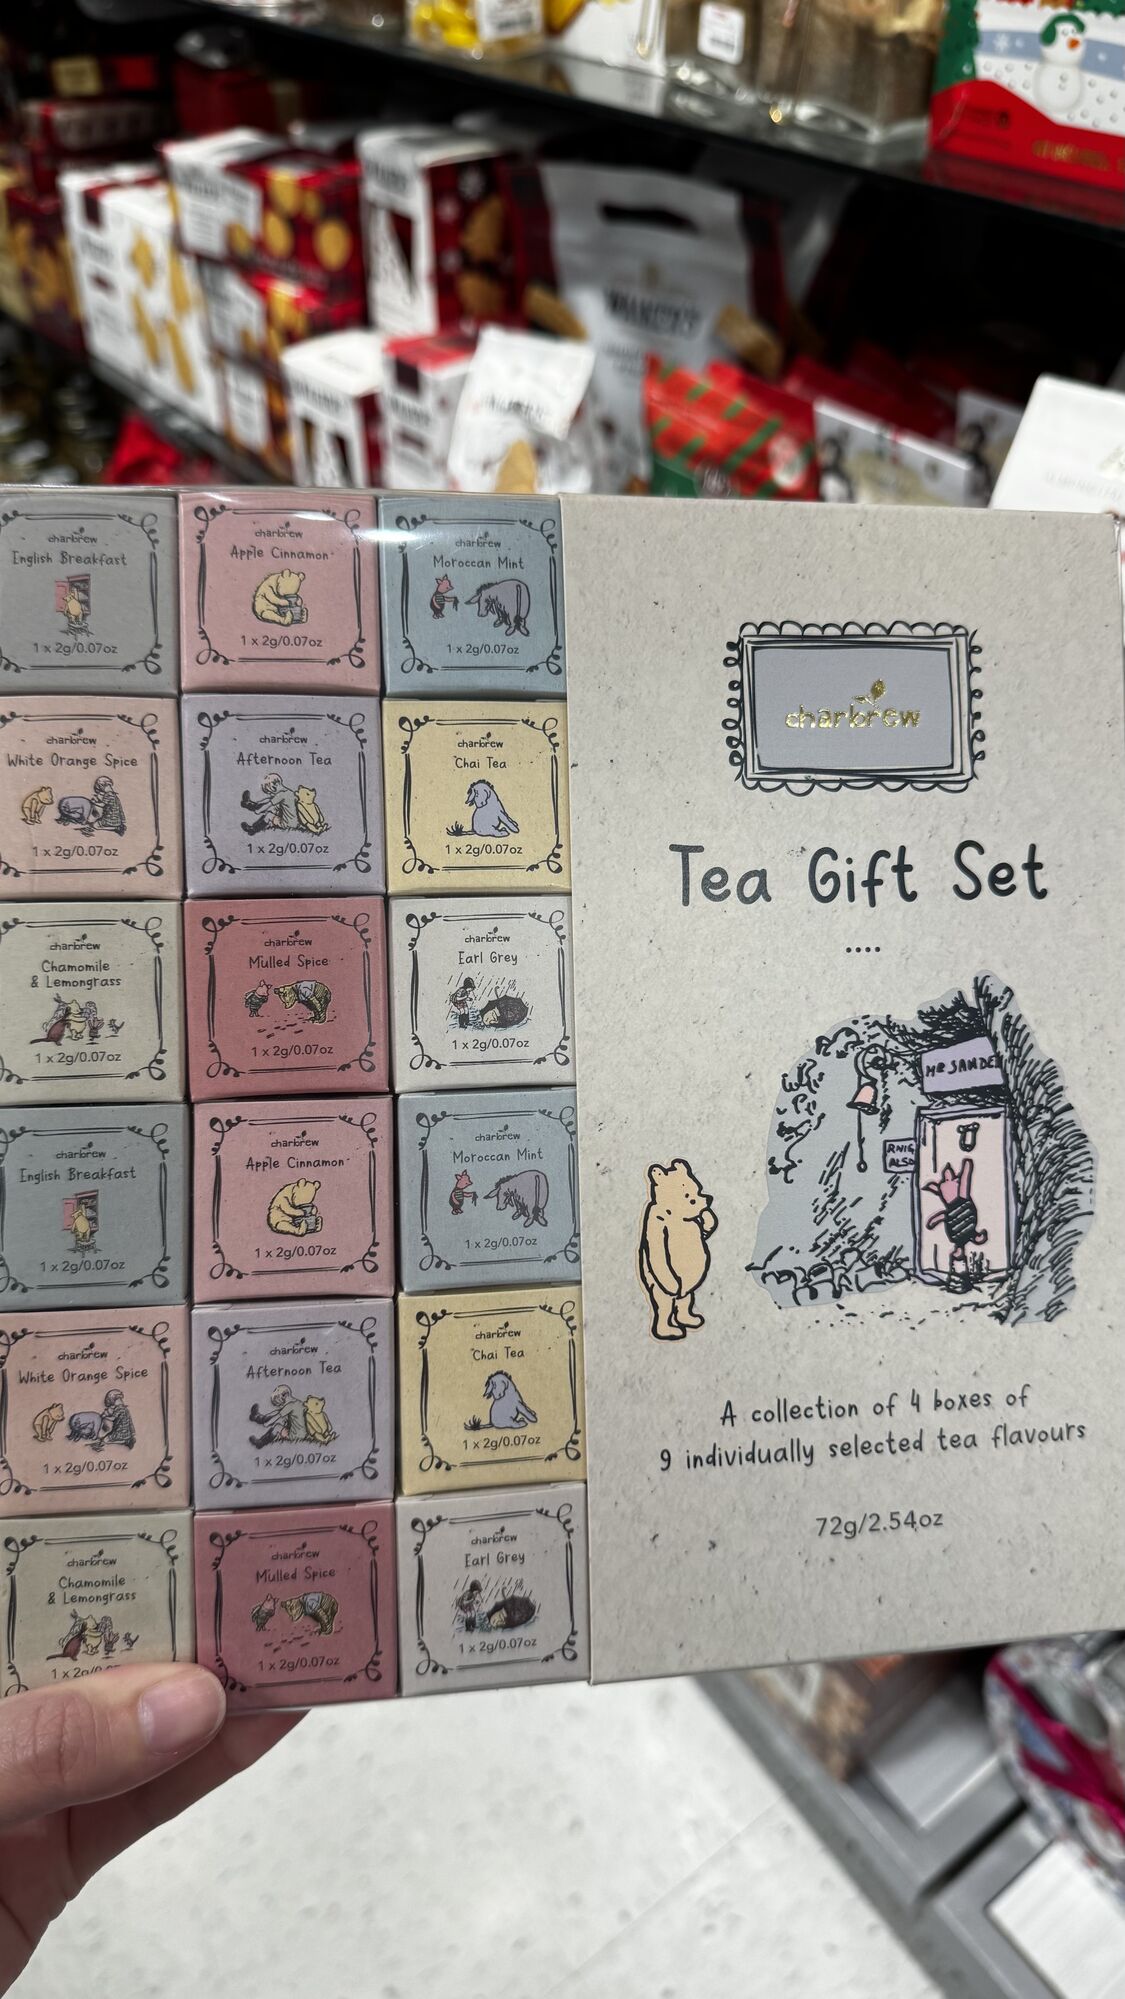 charbrew
English Breakfast
1 x 2g/0.07oz
charbrew
Apple Cinnamon
1 x 2g/0.07oz
charbrew
Moroccan Mint
1 x 2g/0.07oz
charbrew
White Orange Spice
1 x 2g/0.07oz
charbrew
Afternoon Tea
1 x 2g/0.07oz
charbrew
Chai Tea
1 x 2g/0.07oz
charbrew
Chamomile
& Lemongrass
1 x 2g/0.07oz
charbrew
Mulled Spice
1 x 2g/0.07oz
charbrew
Earl Grey
1 x 2g/0.07oz
charbrew
English Breakfast
1 x 2g/0.07oz
charbrew
Apple Cinnamon
1 x 2g/0.07oz
charbrew
Moroccan Mint
1 x 2g/0.07oz
charbrew
White Orange Spice
1 x 2g/0.07oz
charbrew
Afternoon Tea
1 x 2g/0.07oz
charbrew
Chai Tea
1 x 2g/0.07oz
charbrew
Chamomile
& Lemongrass
1 x 2g/0.07oz
charbrew
Mulled Spice
1 x 2g/0.07oz
charbrew
Earl Grey
1 x 2g/0.07oz
charbrew
Tea Gift Set
MR SANDE
RNIG
ALSO
A collection of 4 boxes of
9 individually selected tea flavours
72g/2.54oz